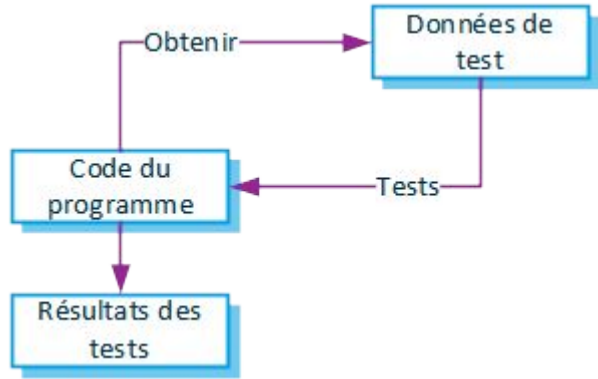 Obtenir
Données de
test
Code du
programme
Tests
Résultats des
tests